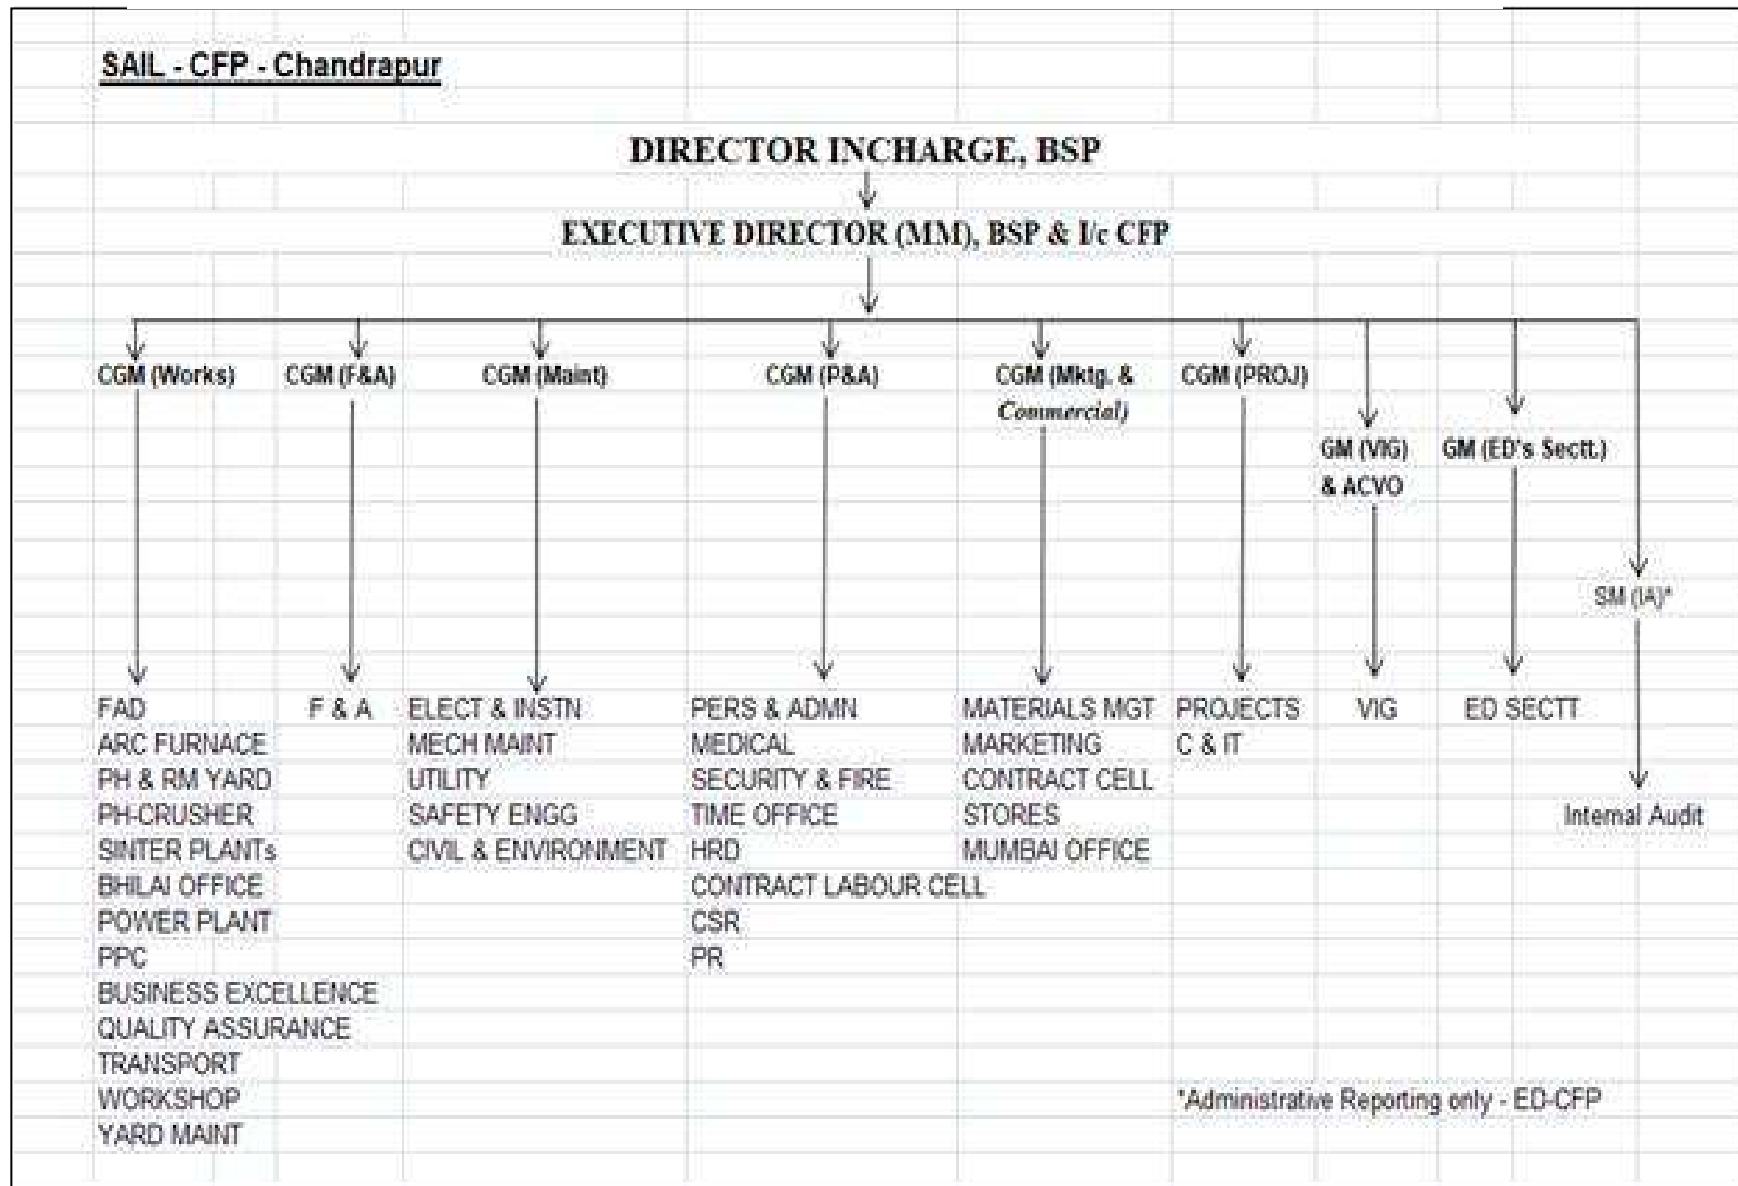 SAIL - CFP - Chandrapur
DIRECTOR INCHARGE, BSP
EXECUTIVE DIRECTOR (MM), BSP & I/c CFP
CGM (Works)
CGM (F&A)
CGM (Maint)
CGM (P&A)
CGM (Mktg. &
Commercial)
CGM (PROJ)
GM (VIG)
& ACVO
GM (ED's Sectt.)
SM (IA)*
FAD
ARC FURNACE
PH & RM YARD
PH-CRUSHER
SINTER PLANTs
BHILAI OFFICE
POWER PLANT
PPC
BUSINESS EXCELLENCE
QUALITY ASSURANCE
TRANSPORT
WORKSHOP
YARD MAINT
F & A
ELECT & INSTN
MECH MAINT
UTILITY
SAFETY ENGG
CIVIL & ENVIRONMENT
PERS & ADMN
MEDICAL
SECURITY & FIRE
TIME OFFICE
HRD
CONTRACT LABOUR CELL
CSR
PR
MATERIALS MGT
MARKETING
CONTRACT CELL
STORES
MUMBAI OFFICE
PROJECTS
C & IT
VIG
ED SECTT
Internal Audit
*Administrative Reporting only - ED-CFP